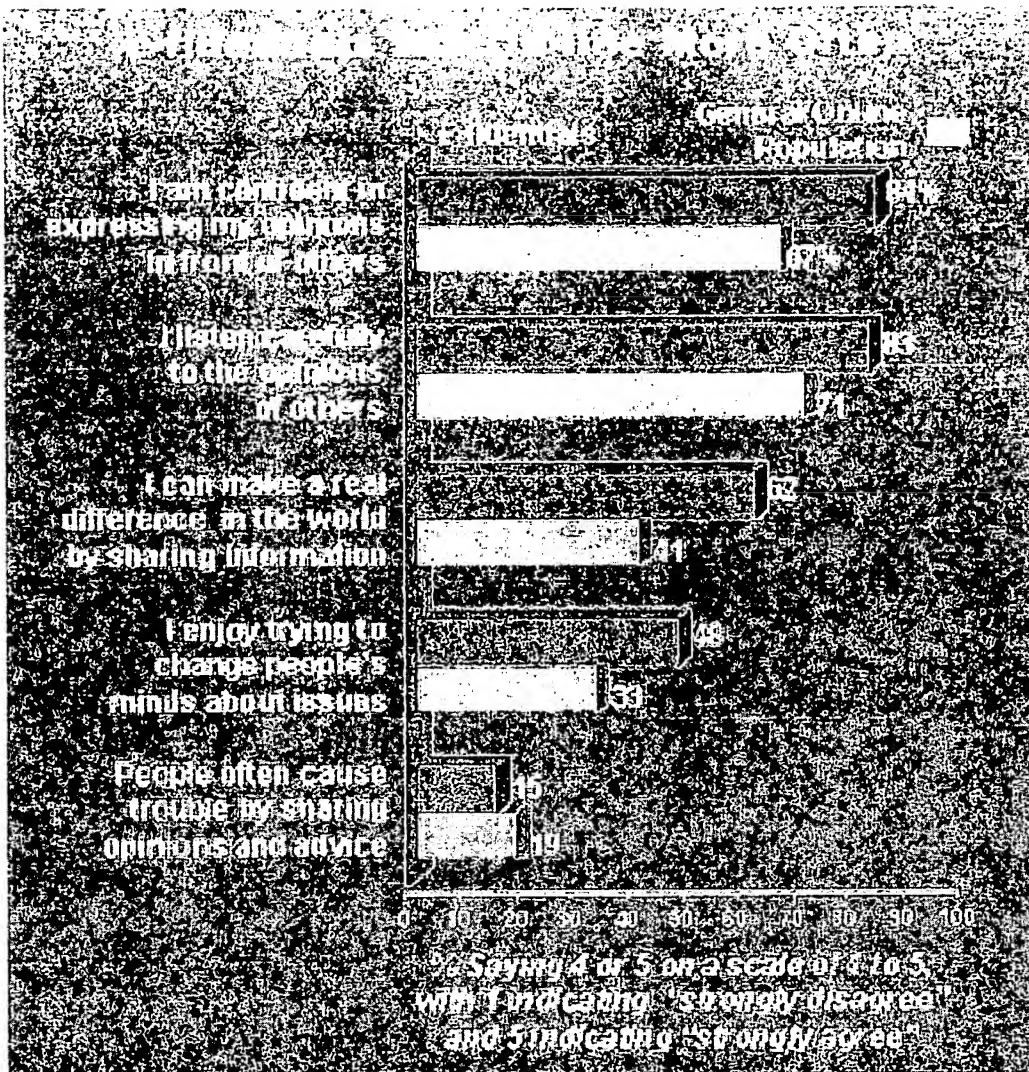 General Online
Population
I am confident in
expressing my opinions
in front of others
84%
67%
I listen carefully
to the opinions
of others
83
71
I can make a real
difference in the world
by sharing information
62
41
I enjoy trying to
change people's
minds about issues
48
33
People often cause
trouble by sharing
opinions and advice
15
19
0 10 20 30 40 50 60 70 80 90 100
% Saying 4 or 5 on a scale of 1 to 5,
with 1 indicating "strongly disagree"
and 5 indicating "strongly agree"